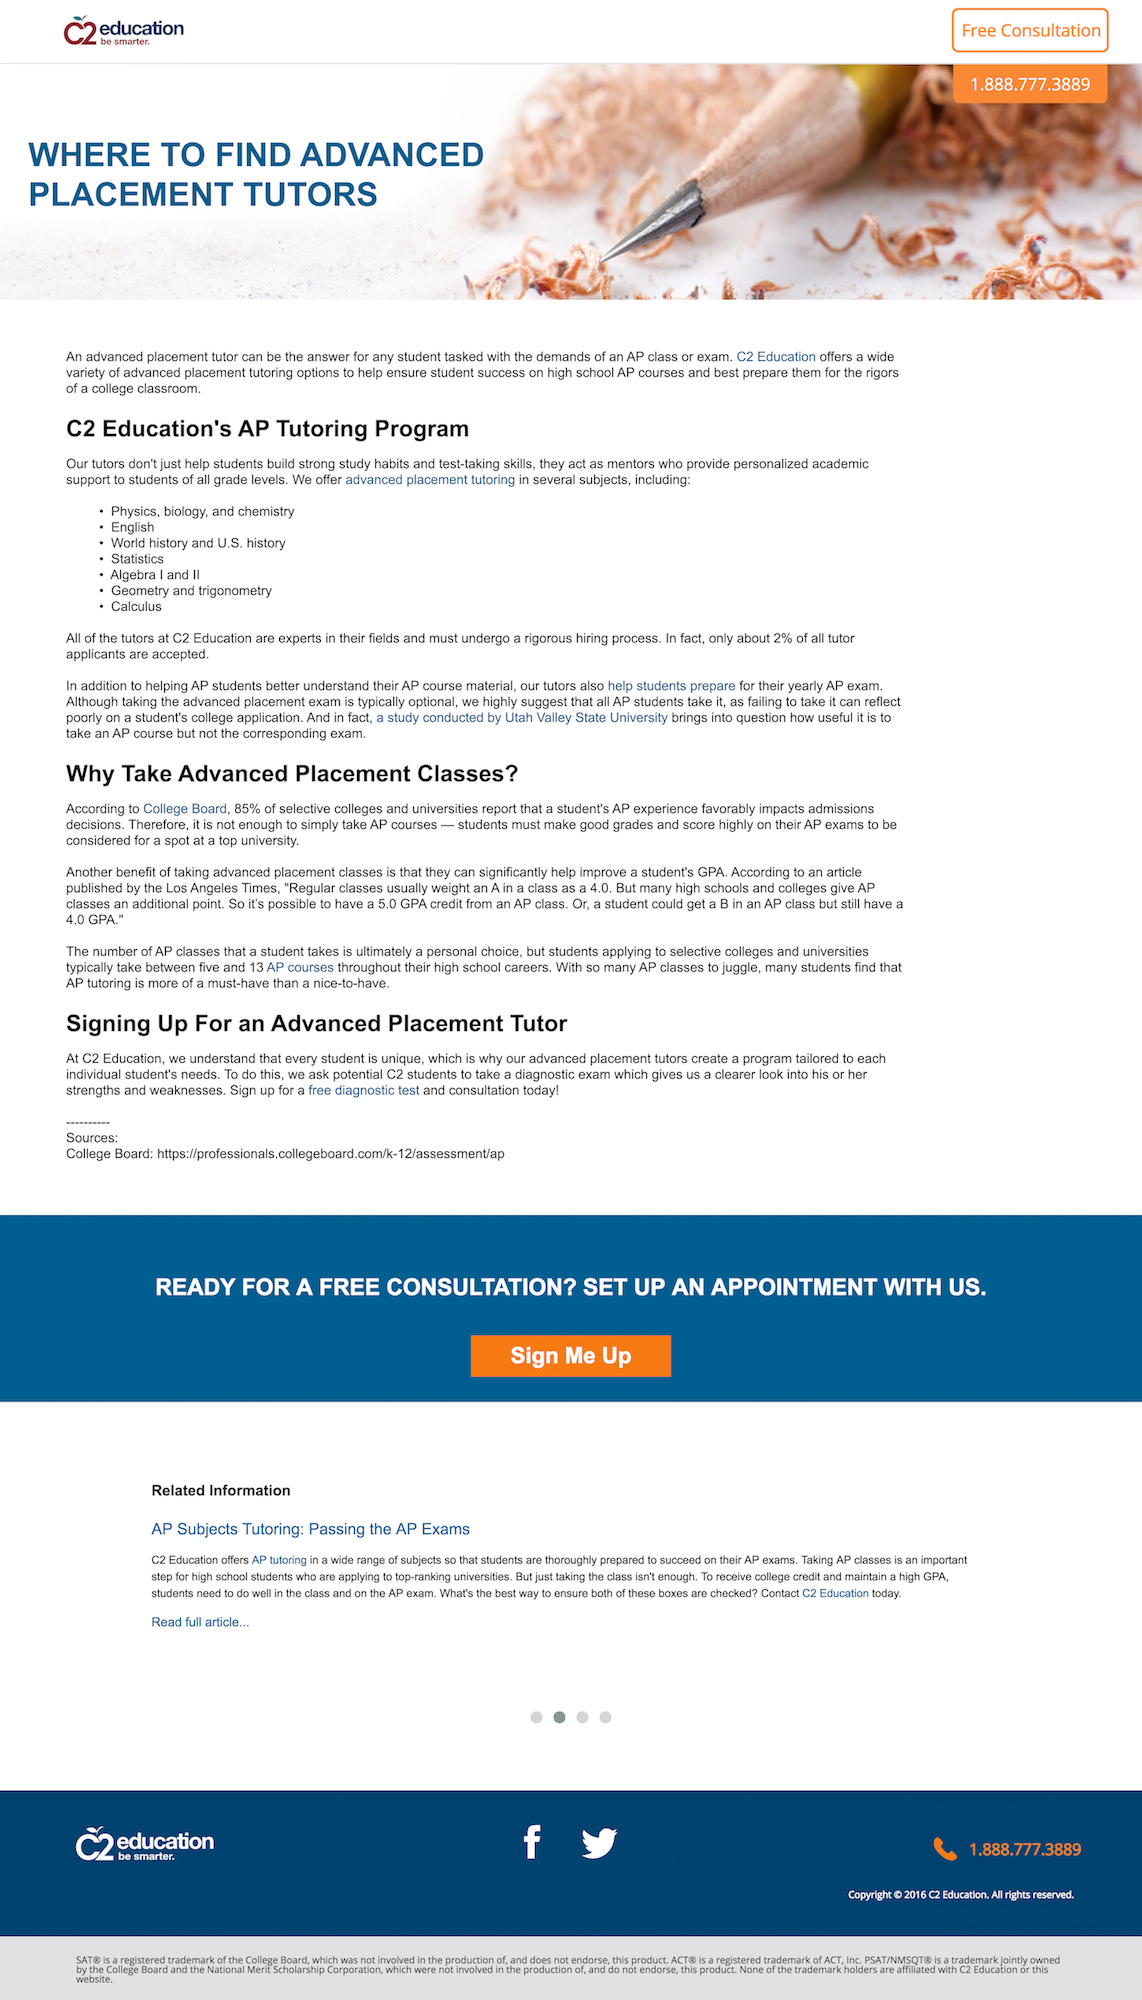 C2 education
be smarter.
Free Consultation
1.888.777.3889
WHERE TO FIND ADVANCED
PLACEMENT TUTORS
An advanced placement tutor can be the answer for any student tasked with the demands of an AP class or exam. C2 Education offers a wide
variety of advanced placement tutoring options to help ensure student success on high school AP courses and best prepare them for the rigors
of a college classroom.
C2 Education's AP Tutoring Program
Our tutors don't just help students build strong study habits and test-taking skills, they act as mentors who provide personalized academic
support to students of all grade levels. We offer advanced placement tutoring in several subjects, including:
• Physics, biology, and chemistry
• English
• World history and U.S. history
• Statistics
• Algebra I and II
• Geometry and trigonometry
• Calculus
All of the tutors at C2 Education are experts in their fields and must undergo a rigorous hiring process. In fact, only about 2% of all tutor
applicants are accepted.
In addition to helping AP students better understand their AP course material, our tutors also help students prepare for their yearly AP exam.
Although taking the advanced placement exam is typically optional, we highly suggest that all AP students take it, as failing to take it can reflect
poorly on a student's college application. And in fact, a study conducted by Utah Valley State University brings into question how useful it is to
take an AP course but not the corresponding exam.
Why Take Advanced Placement Classes?
According to College Board, 85% of selective colleges and universities report that a student's AP experience favorably impacts admissions
decisions. Therefore, it is not enough to simply take AP courses — students must make good grades and score highly on their AP exams to be
considered for a spot at a top university.
Another benefit of taking advanced placement classes is that they can significantly help improve a student's GPA. According to an article
published by the Los Angeles Times, "Regular classes usually weight an A in a class as a 4.0. But many high schools and colleges give AP
classes an additional point. So it's possible to have a 5.0 GPA credit from an AP class. Or, a student could get a B in an AP class but still have a
4.0 GPA."
The number of AP classes that a student takes is ultimately a personal choice, but students applying to selective colleges and universities
typically take between five and 13 AP courses throughout their high school careers. With so many AP classes to juggle, many students find that
AP tutoring is more of a must-have than a nice-to-have.
Signing Up For an Advanced Placement Tutor
At C2 Education, we understand that every student is unique, which is why our advanced placement tutors create a program tailored to each
individual student's needs. To do this, we ask potential C2 students to take a diagnostic exam which gives us a clearer look into his or her
strengths and weaknesses. Sign up for a free diagnostic test and consultation today!
----------
Sources:
College Board: https://professionals.collegeboard.com/k-12/assessment/ap
READY FOR A FREE CONSULTATION? SET UP AN APPOINTMENT WITH US.
Sign Me Up
Related Information
AP Subjects Tutoring: Passing the AP Exams
C2 Education offers AP tutoring in a wide range of subjects so that students are thoroughly prepared to succeed on their AP exams. Taking AP classes is an important
step for high school students who are applying to top-ranking universities. But just taking the class isn't enough. To receive college credit and maintain a high GPA,
students need to do well in the class and on the AP exam. What's the best way to ensure both of these boxes are checked? Contact C2 Education today.
Read full article...
C2 education
be smarter.
1.888.777.3889
Copyright © 2016 C2 Education. All rights reserved.
SAT® is a registered trademark of the College Board, which was not involved in the production of, and does not endorse, this product. ACT® is a registered trademark of ACT, Inc. PSAT/NMSQT® is a trademark jointly owned
by the College Board and the National Merit Scholarship Corporation, which were not involved in the production of, and do not endorse, this product. None of the trademark holders are affiliated with C2 Education or this
website.